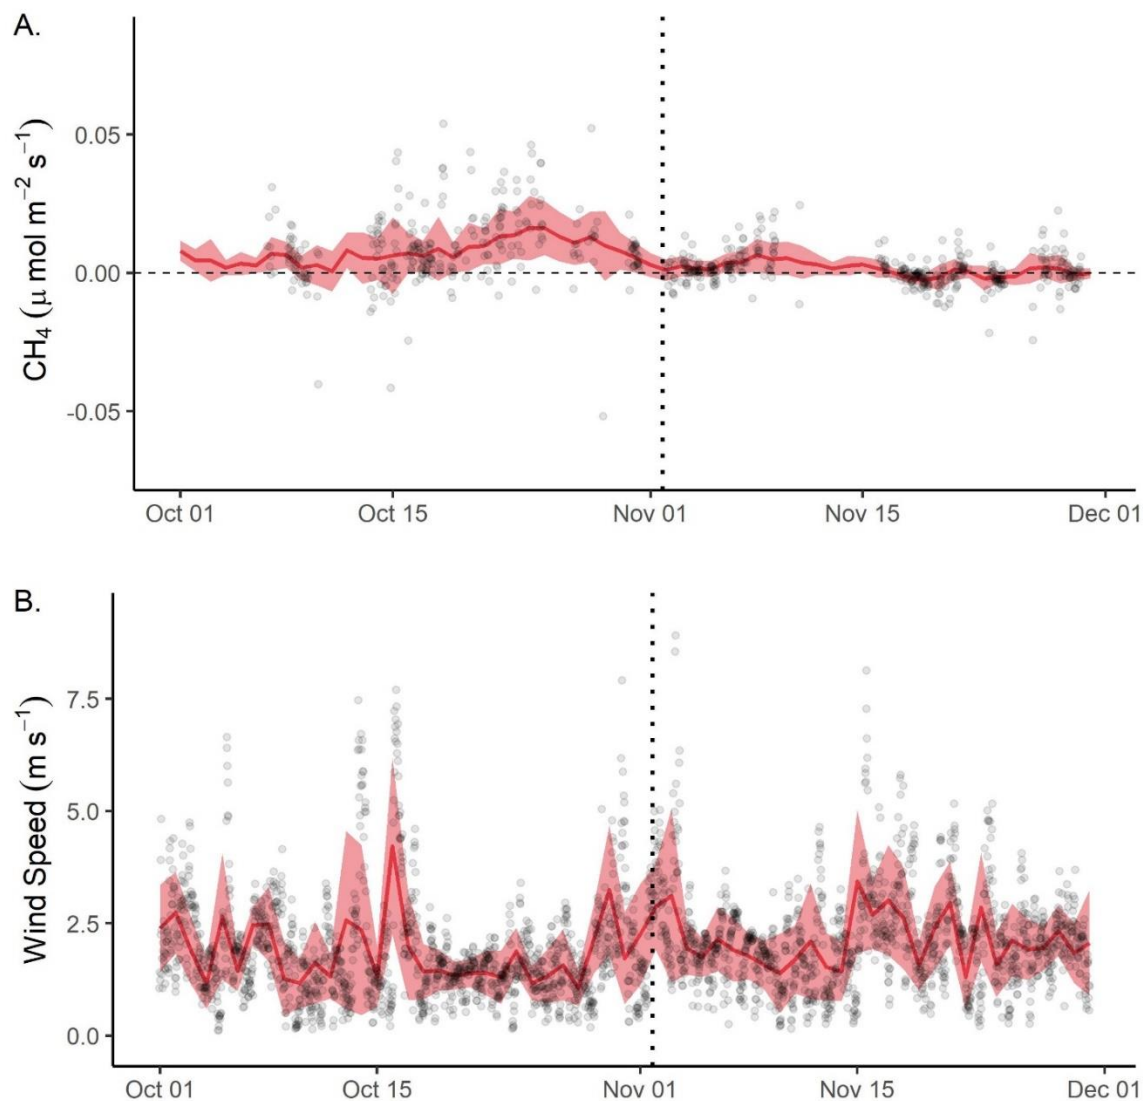 A.
CH₄ (μ mol m⁻² s⁻¹)
0.05
0.00
-0.05
Oct 01 Oct 15 Nov 01 Nov 15 Dec 01
B.
Wind Speed (m s⁻¹)
7.5
5.0
2.5
0.0
Oct 01 Oct 15 Nov 01 Nov 15 Dec 01